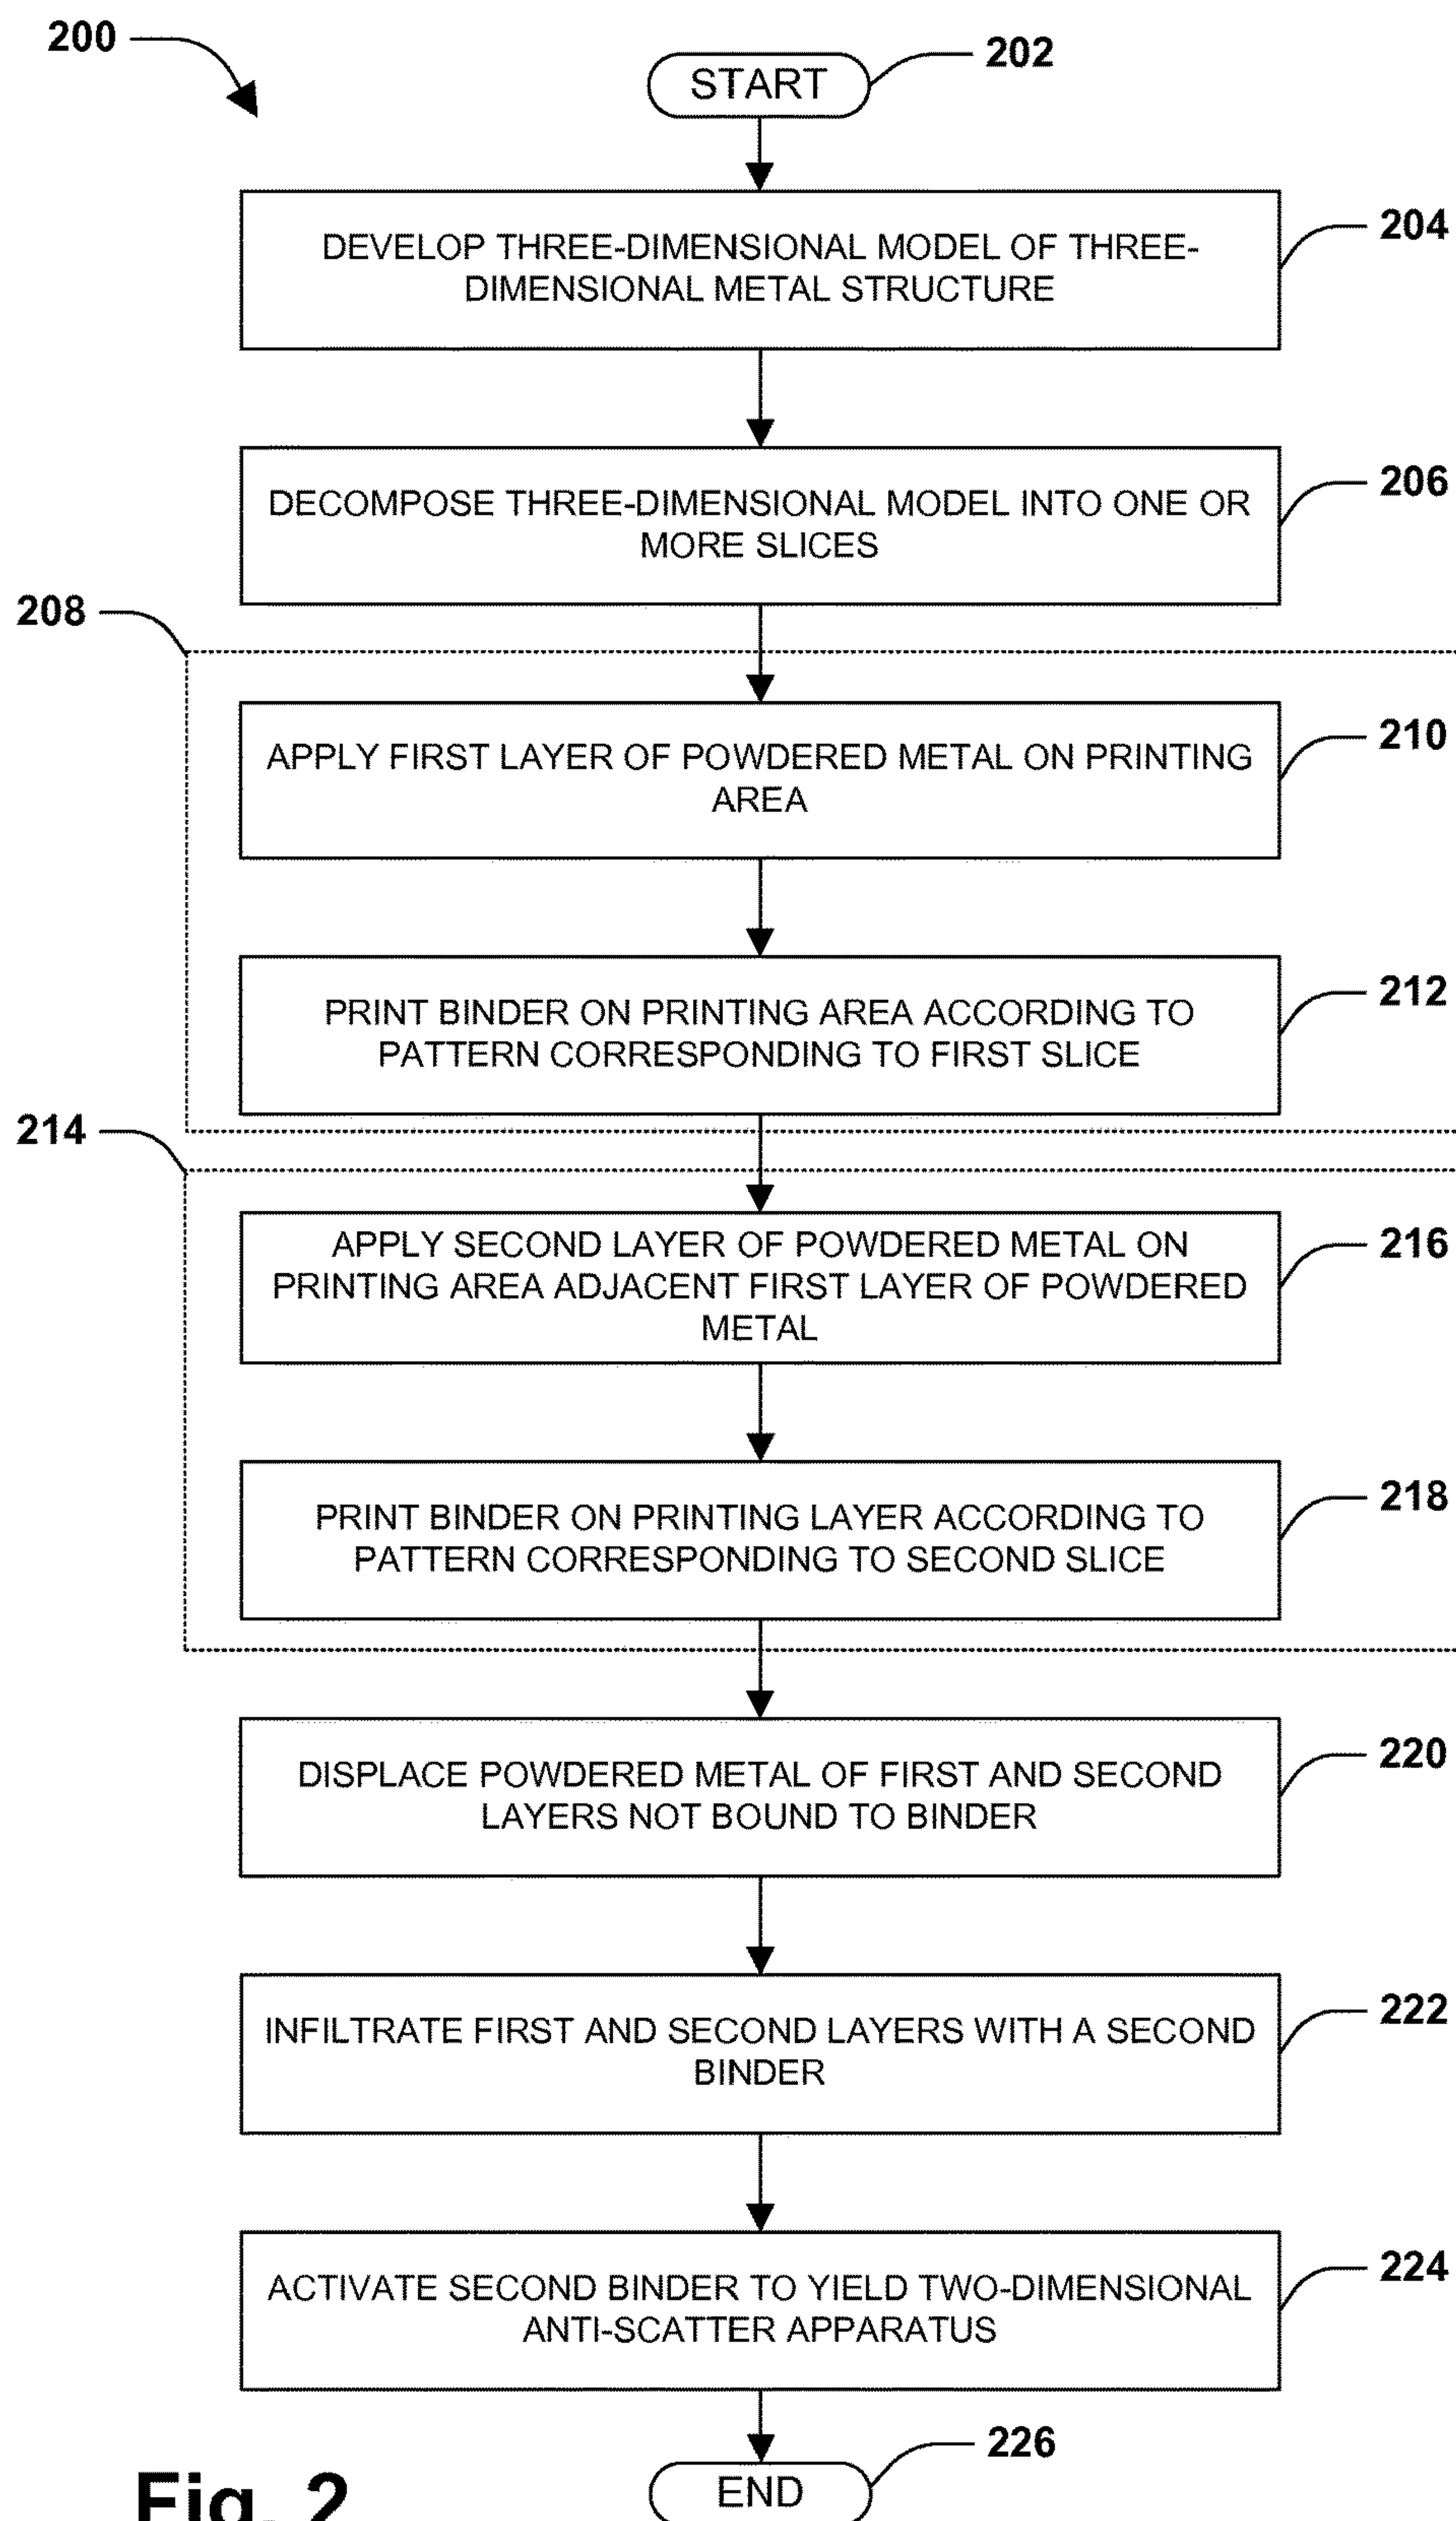 200
START
202
DEVELOP THREE-DIMENSIONAL MODEL OF THREE-
DIMENSIONAL METAL STRUCTURE
204
DECOMPOSE THREE-DIMENSIONAL MODEL INTO ONE OR
MORE SLICES
206
208
APPLY FIRST LAYER OF POWDERED METAL ON PRINTING
AREA
210
PRINT BINDER ON PRINTING AREA ACCORDING TO
PATTERN CORRESPONDING TO FIRST SLICE
212
214
APPLY SECOND LAYER OF POWDERED METAL ON
PRINTING AREA ADJACENT FIRST LAYER OF POWDERED
METAL
216
PRINT BINDER ON PRINTING LAYER ACCORDING TO
PATTERN CORRESPONDING TO SECOND SLICE
218
DISPLACE POWDERED METAL OF FIRST AND SECOND
LAYERS NOT BOUND TO BINDER
220
INFILTRATE FIRST AND SECOND LAYERS WITH A SECOND
BINDER
222
ACTIVATE SECOND BINDER TO YIELD TWO-DIMENSIONAL
ANTI-SCATTER APPARATUS
224
END
226
Fig. 2